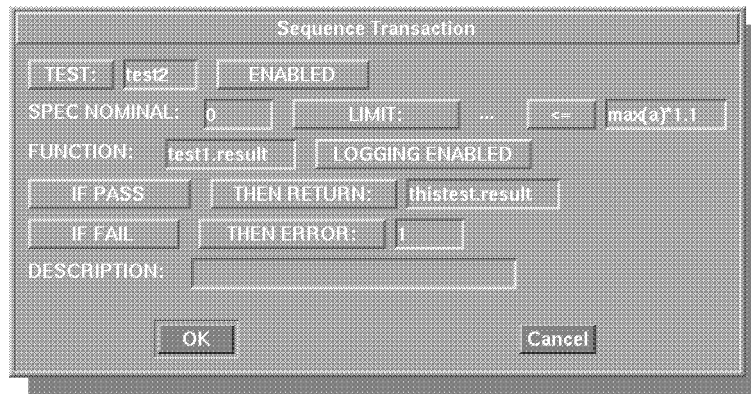 Sequence Transaction
TEST: test2 ENABLED
SPEC NOMINAL: 0 LIMIT: ... <= max(a)*1.1
FUNCTION: test1.result LOGGING ENABLED
IF PASS THEN RETURN: thistest.result
IF FAIL THEN ERROR: 1
DESCRIPTION:
OK Cancel